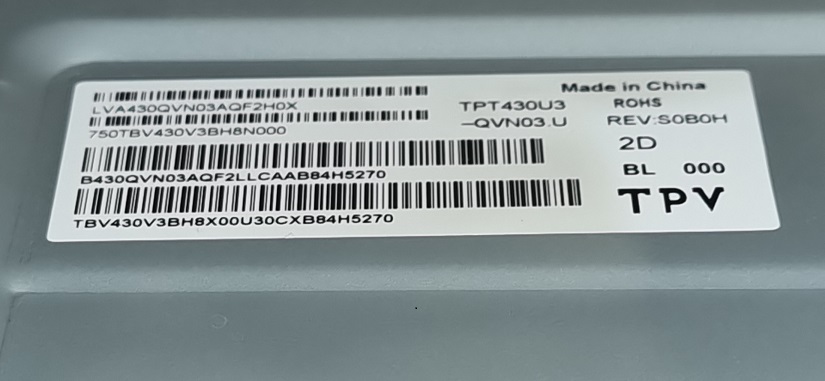 LVA430QVN03AQF2H0X
750TBV430V3BH8N000
B430QVN03AQF2LLCAAB84H5270
TBV430V3BH8X00U30CXB84H5270
TPT430U3
-QVN03.U
Made in China
ROHS
REV:S0B0H
2D
BL 000
TPV